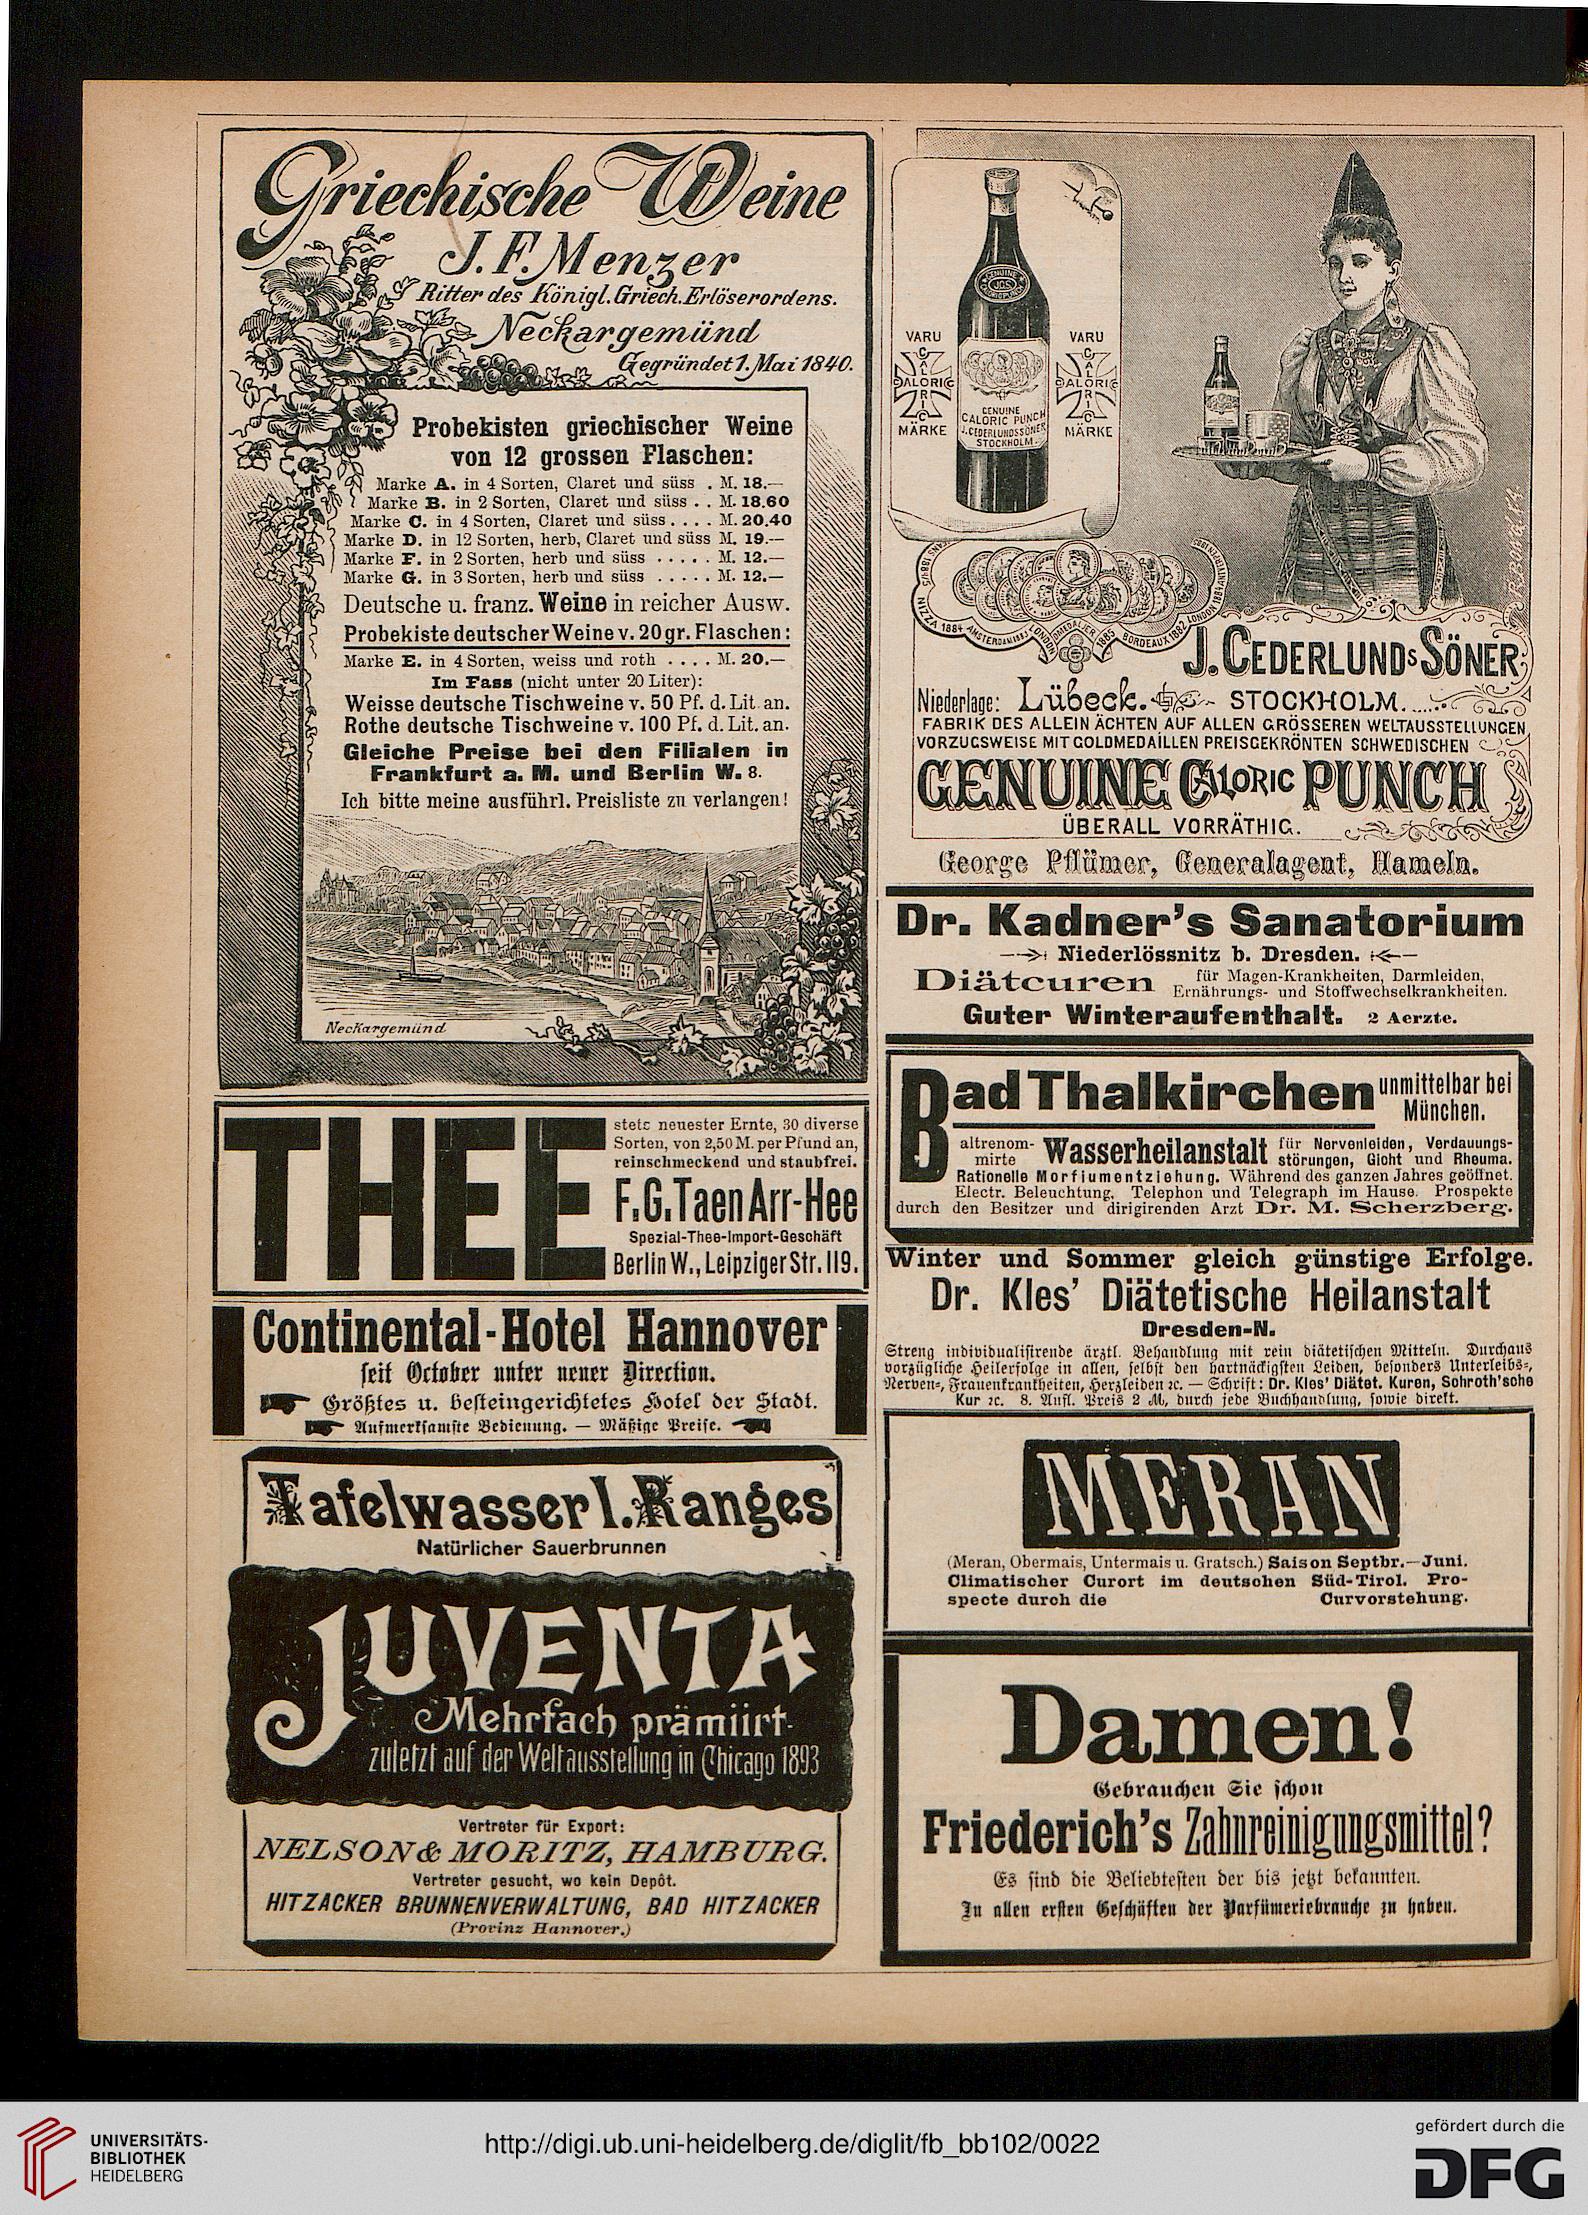 Griechische Weine
J. F. Menzer
Ritter des Königl. Griech. Erlöserordens.
Neckargemünd
Gegründet 1. Mai 1840.
Probekisten griechischer Weine
von 12 grossen Flaschen:
Marke A. in 4 Sorten, Claret und süss . M. 18.—
Marke B. in 2 Sorten, Claret und süss . . M. 18.60
Marke C. in 4 Sorten, Claret und süss . . . . M. 20.40
Marke D. in 12 Sorten, herb, Claret und süss M. 19.—
Marke F. in 2 Sorten, herb und süss . . . . . M. 12.—
Marke G. in 3 Sorten, herb und süss . . . . . M. 12.—
Deutsche u. franz. Weine in reicher Ausw.
Probekiste deutscher Weine v. 20 gr. Flaschen:
Marke E. in 4 Sorten, weiss und roth . . . . M. 20.—
Im Fass (nicht unter 20 Liter):
Weisse deutsche Tischweine v. 50 Pf. d. Lit. an.
Rothe deutsche Tischweine v. 100 Pf. d. Lit. an.
Gleiche Preise bei den Filialen in
Frankfurt a. M. und Berlin W. 8.
Ich bitte meine ausführl. Preisliste zu verlangen!
Neckargemünd
THEE
stets neuester Ernte, 30 diverse
Sorten, von 2,50 M. per Pfund an,
reinschmeckend und staubfrei.
F. G. Taen Arr-Hee
Spezial-Thee-Import-Geschäft
Berlin W., Leipziger Str. 119.
Continental-Hotel Hannover
seit October unter neuer Direction.
Größtes u. besteingerichtetes Hotel der Stadt.
Aufmerksamste Bedienung. — Mäßige Preise.
Tafelwasser I. Ranges
Natürlicher Sauerbrunnen
JUVENTA
Mehrfach prämiirt
zuletzt auf der Weltausstellung in Chicago 1893
Vertreter für Export:
NELSON & MORITZ, HAMBURG.
Vertreter gesucht, wo kein Depôt.
HITZACKER BRUNNENVERWALTUNG, BAD HITZACKER
(Provinz Hannover.)
VARU
CALORIC
CALORIC
MÄRKE
GENUINE
JCS
GENUINE
CALORIC PUNCH
J. CEDERLUNDS SÖNER
STOCKHOLM
VARU
CALORIC
CALORIC
MÄRKE
NIZZA 1884
AMSTERDAM 1883
BORDEAUX 1882
LONDON 1884
J. CEDERLUNDS SÖNER
Niederlage: Lübeck. STOCKHOLM.
FABRIK DES ALLEIN ÄCHTEN AUF ALLEN GRÖSSEREN WELTAUSSTELLUNGEN
VORZUGSWEISE MIT GOLDMEDAILLEN PREISGEKRÖNTEN SCHWEDISCHEN
GENUINE CALORIC PUNCH
ÜBERALL VORRÄTHIG.
George Pflümer, Generalagent, Hameln.
Dr. Kadner's Sanatorium
Niederlössnitz b. Dresden.
Diätcuren für Magen-Krankheiten, Darmleiden,
Ernährungs- und Stoffwechselkrankheiten.
Guter Winteraufenthalt. 2 Aerzte.
Bad Thalkirchen unmittelbar bei
München.
altrenom-
mirte Wasserheilanstalt für Nervenleiden, Verdauungs-
störungen, Gicht und Rheuma.
Rationelle Morfiumentziehung. Während des ganzen Jahres geöffnet.
Electr. Beleuchtung, Telephon und Telegraph im Hause. Prospekte
durch den Besitzer und dirigirenden Arzt Dr. M. Scherzberg.
Winter und Sommer gleich günstige Erfolge.
Dr. Kles' Diätetische Heilanstalt
Dresden-N.
Streng individualisirende ärztl. Behandlung mit rein diätetischen Mitteln. Durchaus
vorzügliche Heilerfolge in allen, selbst den hartnäckigsten Leiden, besonders Unterleibs-,
Nerven-, Frauenkrankheiten, Herzleiden ꝛc. — Schrift: Dr. Kles' Diätet. Kuren, Schroth'sche
Kur ꝛc. 8. Aufl. Preis 2 M, durch jede Buchhandlung, sowie direkt.
MERAN
(Meran, Obermais, Untermais u. Gratsch.) Saison Septbr.—Juni.
Climatischer Curort im deutschen Süd-Tirol. Pro-
specte durch die Curvorstehung.
Damen!
Gebrauchen Sie schon
Friederich's Zahnreinigungsmittel?
Es sind die Beliebtesten der bis jetzt bekannten.
In allen ersten Geschäften der Parfümeriebranche zu haben.
UNIVERSITÄTS-
BIBLIOTHEK
HEIDELBERG
http://digi.ub.uni-heidelberg.de/diglit/fb_bb102/0022
gefördert durch die
DFG